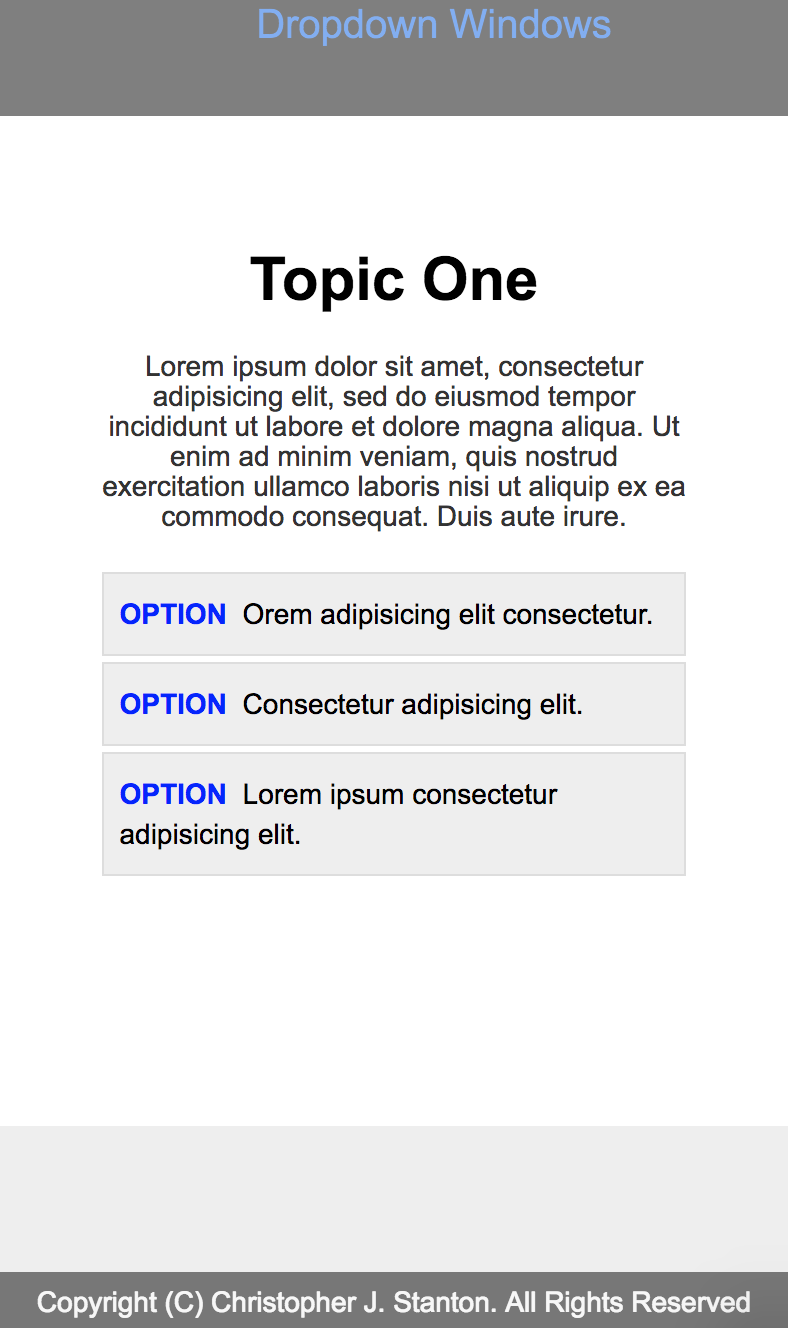 Dropdown Windows
Topic One
Lorem ipsum dolor sit amet, consectetur
adipisicing elit, sed do eiusmod tempor
incididunt ut labore et dolore magna aliqua. Ut
enim ad minim veniam, quis nostrud
exercitation ullamco laboris nisi ut aliquip ex ea
commodo consequat. Duis aute irure.
OPTION Orem adipisicing elit consectetur.
OPTION Consectetur adipisicing elit.
OPTION Lorem ipsum consectetur
adipisicing elit.
Copyright (C) Christopher J. Stanton. All Rights Reserved